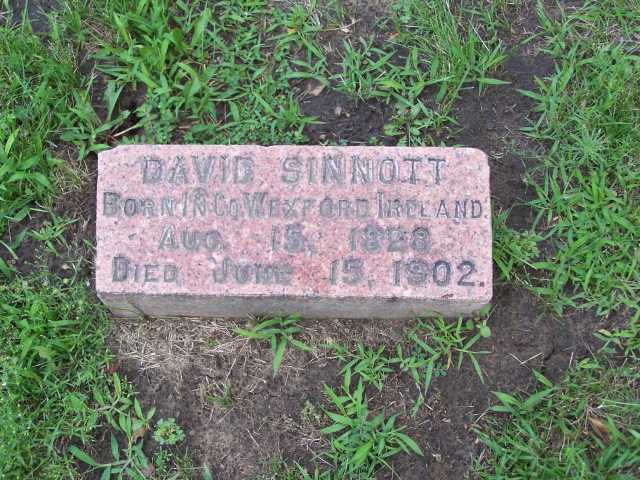 DAVID SINNOTT
BORN IN CO. WEXFORD IRELAND.
AUG. 15, 1828
DIED JUNE 15, 1902.